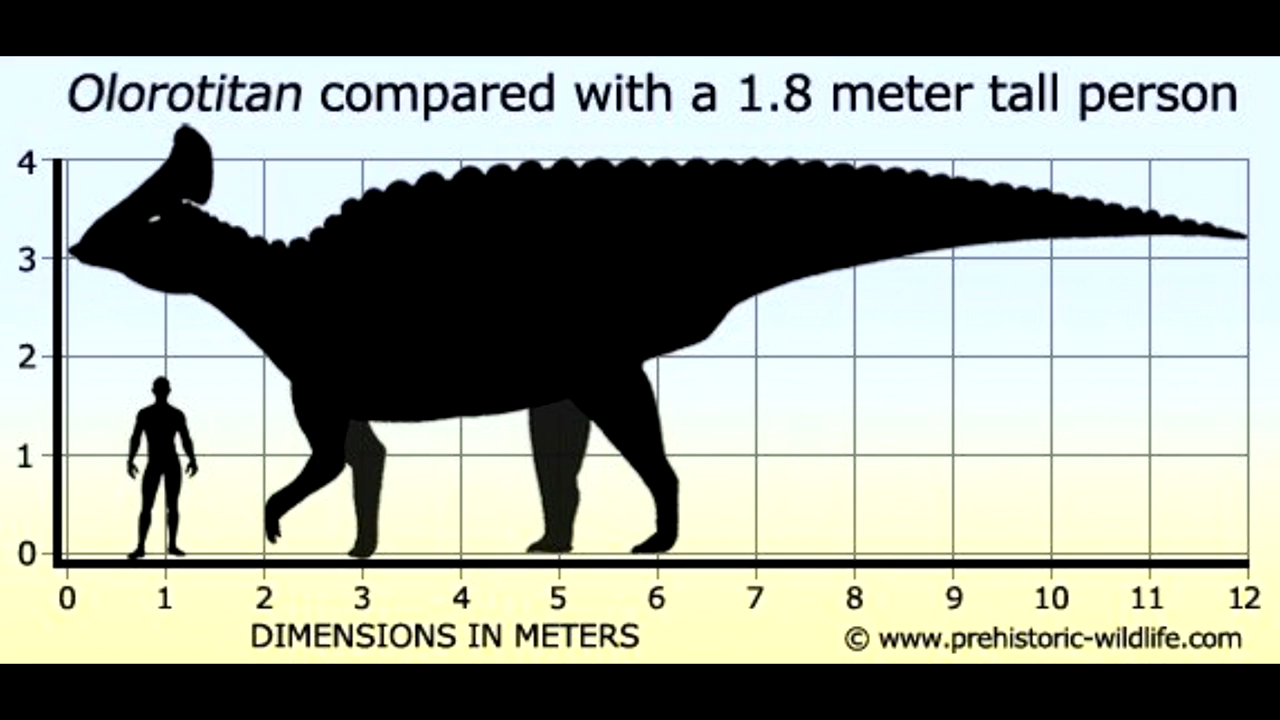 Olorotitan compared with a 1.8 meter tall person
4
3
2
1
0
0 1 2 3 4 5 6 7 8 9 10 11 12
DIMENSIONS IN METERS
© www.prehistoric-wildlife.com